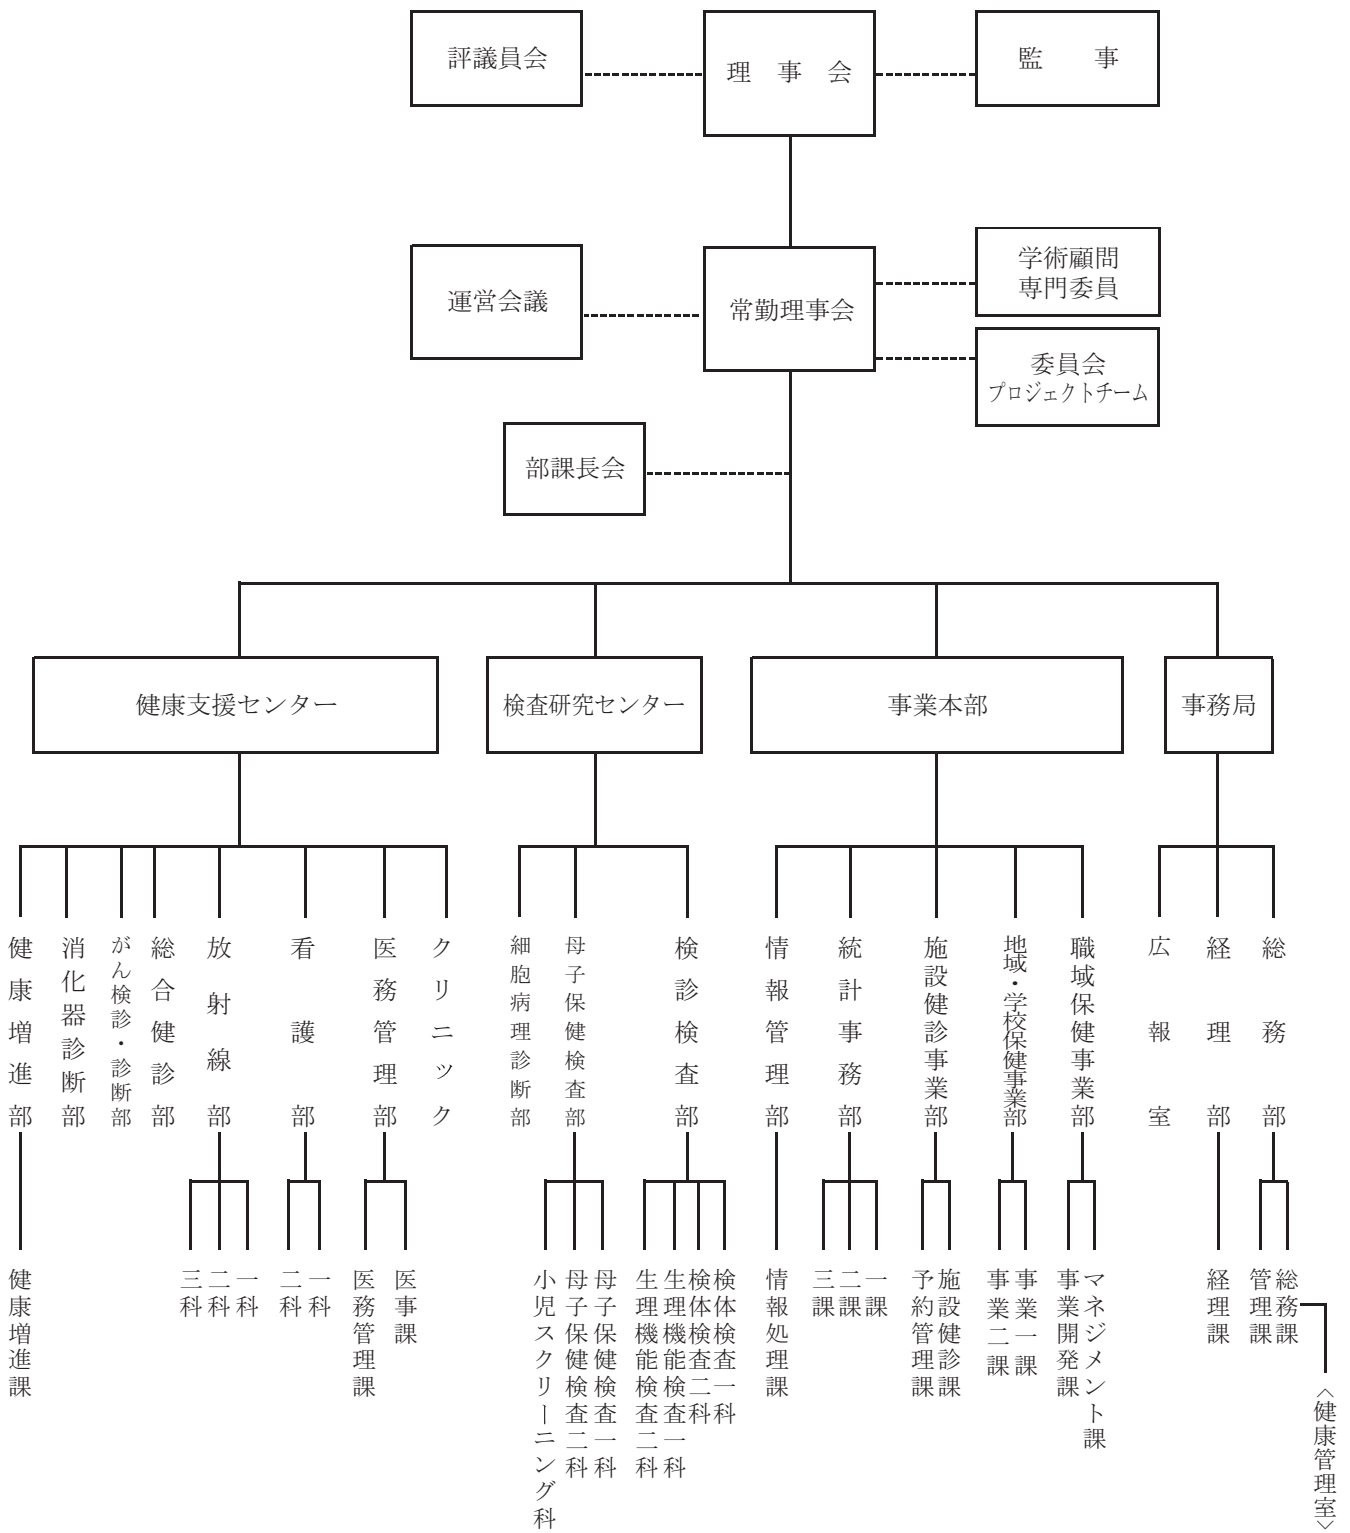 評議員会
理　事　会
監　　事
運営会議
常勤理事会
学術顧問
専門委員
委員会
プロジェクトチーム
部課長会
健康支援センター
検査研究センター
事業本部
事務局
健康増進部
消化器診断部
がん検診・診断部
総合健診部
放射線部
看護部
医務管理部
クリニック
細胞病理診断部
母子保健検査部
検診検査部
情報管理部
統計事務部
施設健診事業部
地域・学校保健事業部
職域保健事業部
広報室
経理部
総務部
健康増進課
三科
二科
一科
二科
一科
医務管理課
医事課
小児スクリーニング科
母子保健検査二科
母子保健検査一科
生理機能検査二科
生理機能検査一科
検体検査二科
検体検査一科
情報処理課
三課
二課
一課
予約管理課
施設健診課
事業二課
事業一課
事業開発課
マネジメント課
経理課
管理課
総務課
〈健康管理室〉